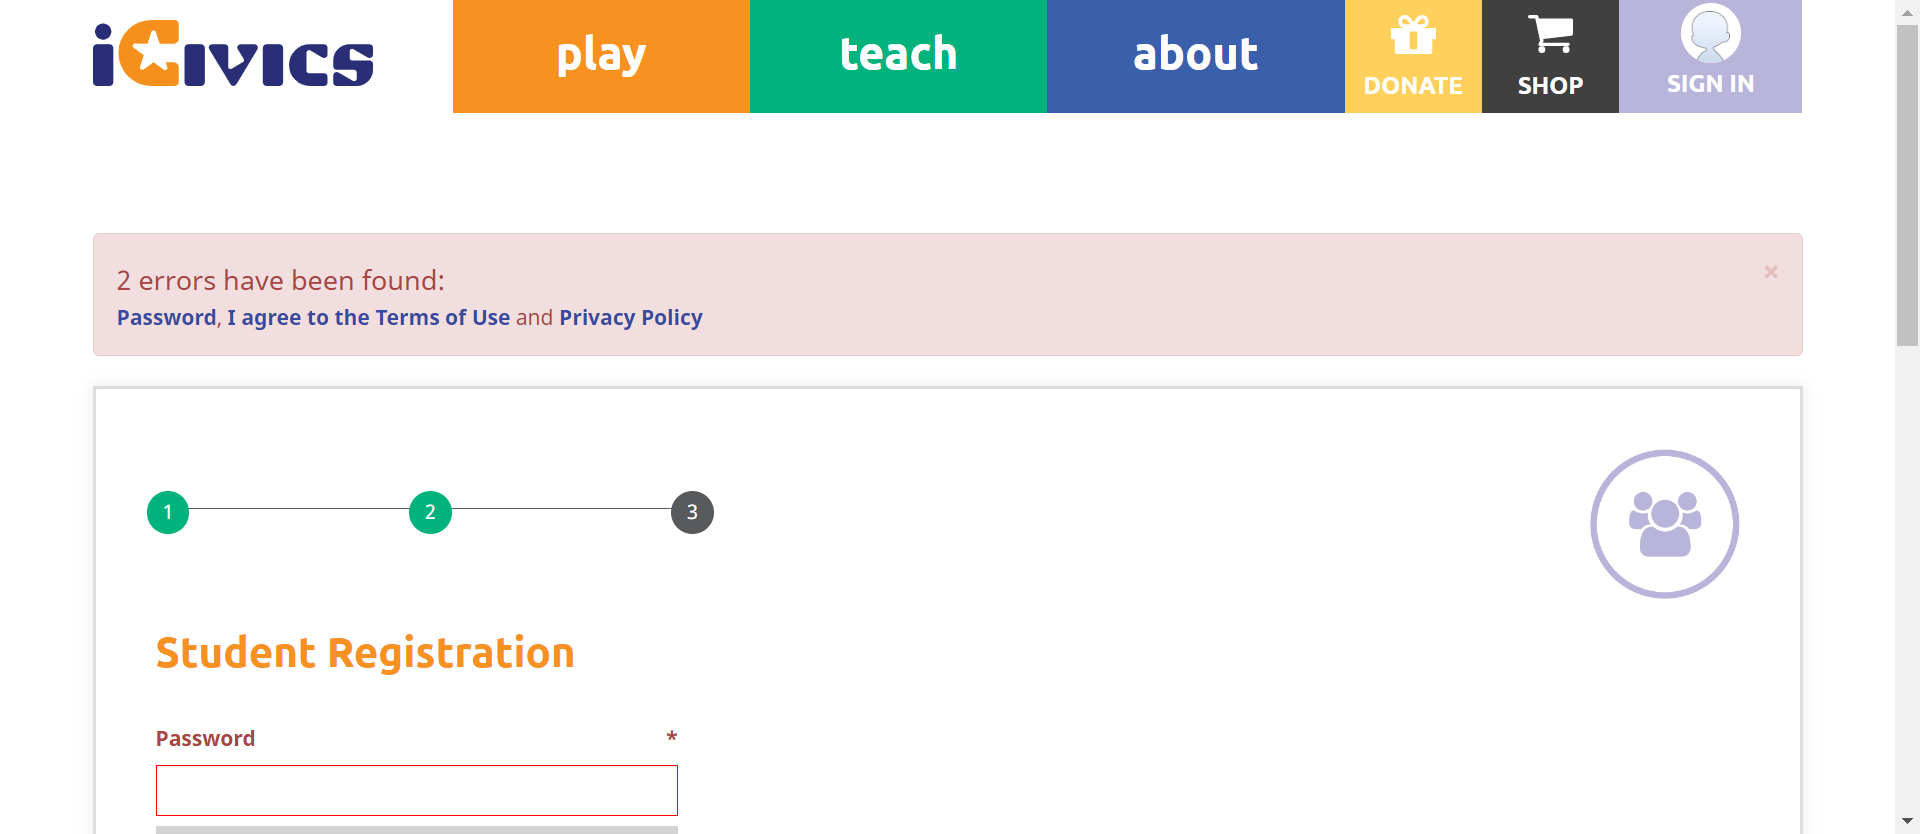 iCivics
play
teach
about
DONATE
SHOP
SIGN IN
2 errors have been found:
×
Password, I agree to the Terms of Use and Privacy Policy
1
2
3
Student Registration
Password *